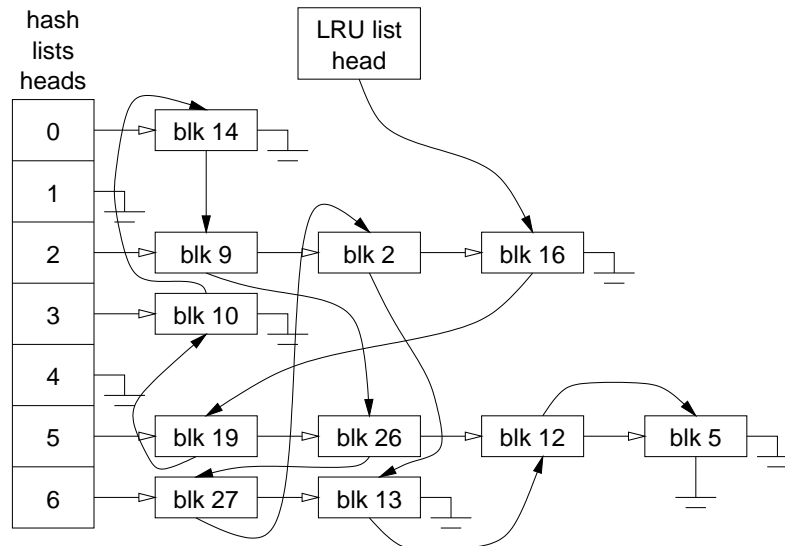 hash
lists
heads
LRU list
head
0
blk 14
1
2
blk 9
blk 2
blk 16
3
blk 10
4
5
blk 19
blk 26
blk 12
blk 5
6
blk 27
blk 13